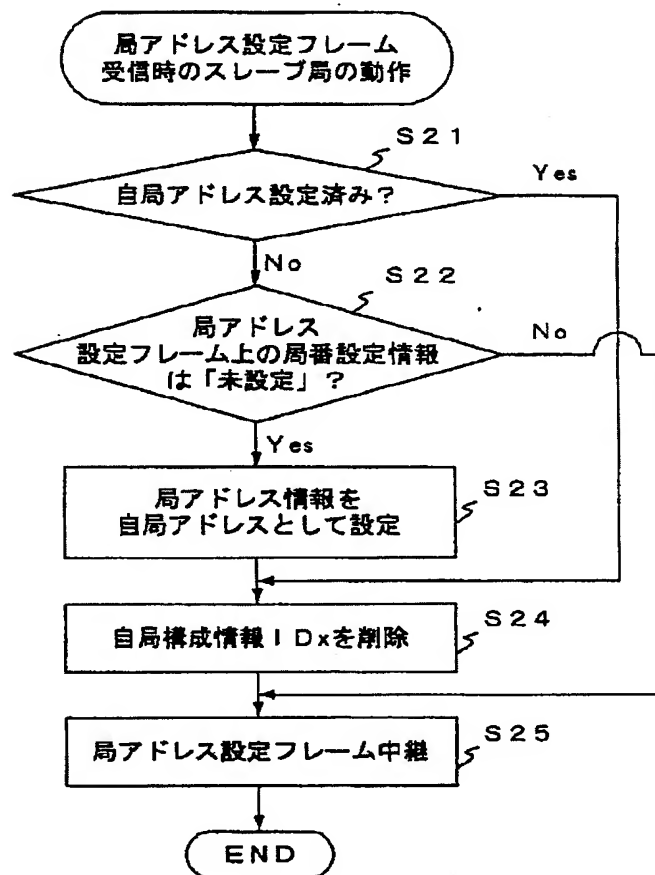 局アドレス設定フレーム
受信時のスレーブ局の動作
S21
自局アドレス設定済み？
Yes
No
S22
局アドレス
設定フレーム上の局番設定情報
は「未設定」？
No
Yes
局アドレス情報を
自局アドレスとして設定
S23
自局構成情報IDxを削除
S24
局アドレス設定フレーム中継
S25
END